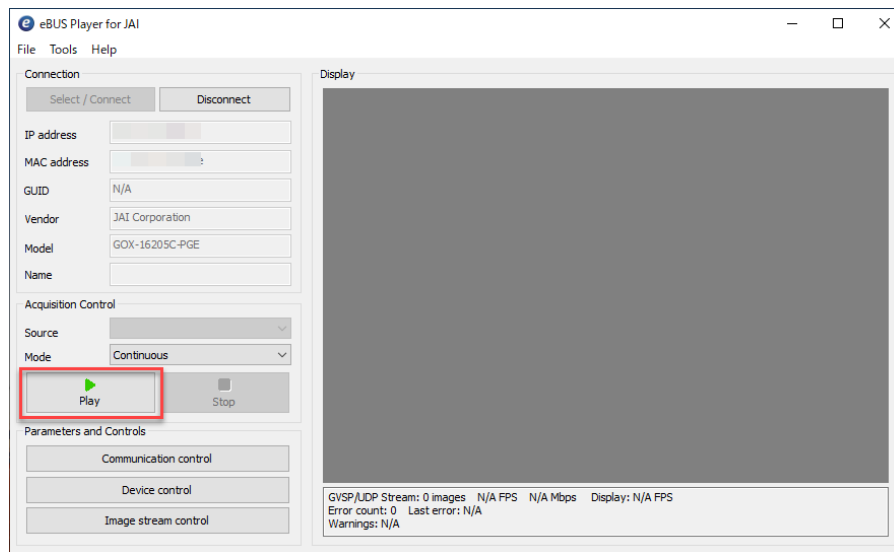 eBUS Player for JAI
File Tools Help
Connection
Select / Connect Disconnect
IP address
MAC address
GUID N/A
Vendor JAI Corporation
Model GOX-16205C-PGE
Name
Acquisition Control
Source
Mode Continuous
Play Stop
Parameters and Controls
Communication control
Device control
Image stream control
Display
GVSP/UDP Stream: 0 images N/A FPS N/A Mbps Display: N/A FPS
Error count: 0 Last error: N/A
Warnings: N/A